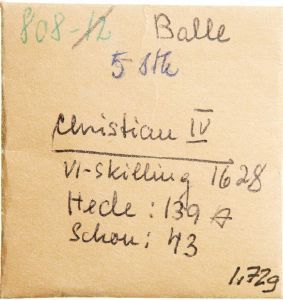 808-12 Balle
5 Stk
Christian IV
VI-Skilling 1628
Hede: 139 A
Schou: 43
1,72g